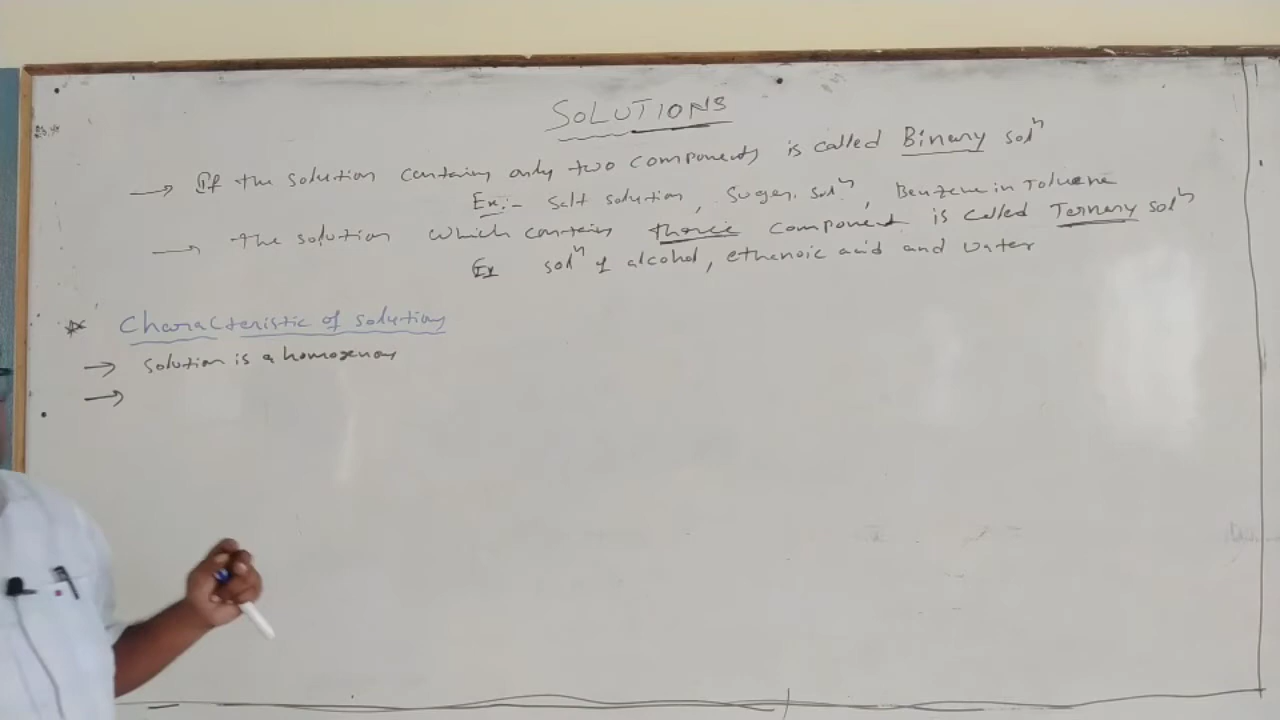 SOLUTIONS
→ If the solution contains only two components is called Binary solⁿ
Ex:- Salt solution, Sugar solⁿ, Benzene in Toluene
→ the solution which contains three component is called Ternary solⁿ
Ex solⁿ of alcohol, ethanoic acid and water
* Characteristic of solutions
→ solution is a homogenous
→